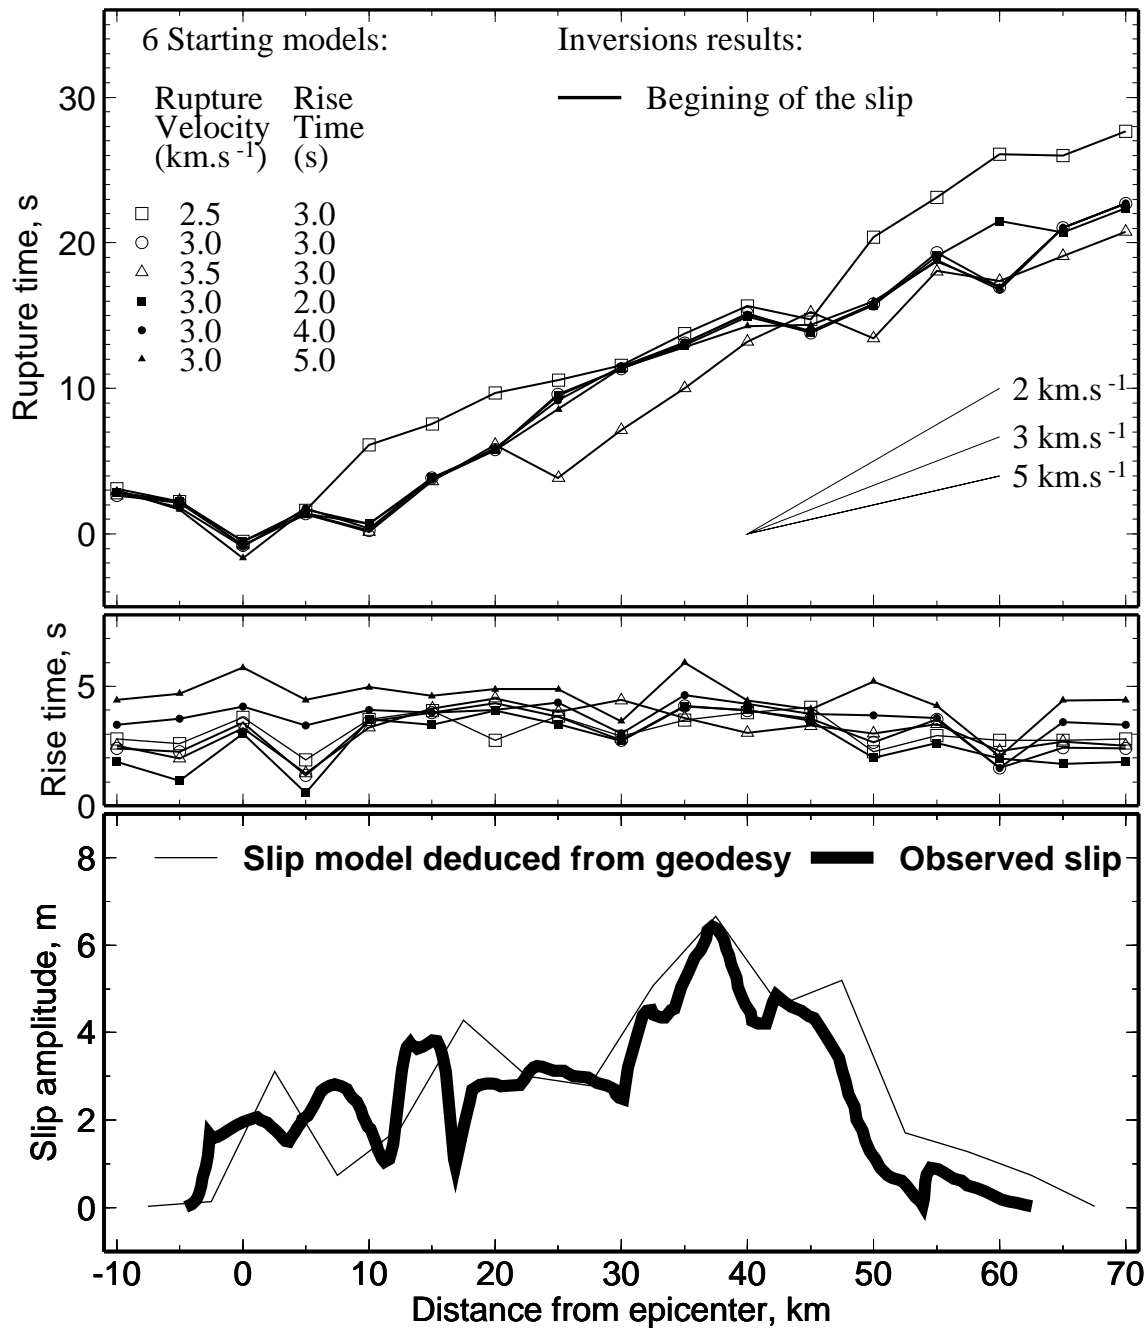 6 Starting models:
Inversions results:
Rupture Velocity (km.s -1)
Rise Time (s)
Begining of the slip
2.5 3.0
3.0 3.0
3.5 3.0
3.0 2.0
3.0 4.0
3.0 5.0
30
20
10
0
Rupture time, s
2 km.s -1
3 km.s -1
5 km.s -1
5
0
Rise time, s
Slip model deduced from geodesy
Observed slip
8
6
4
2
0
Slip amplitude, m
-10 0 10 20 30 40 50 60 70
Distance from epicenter, km